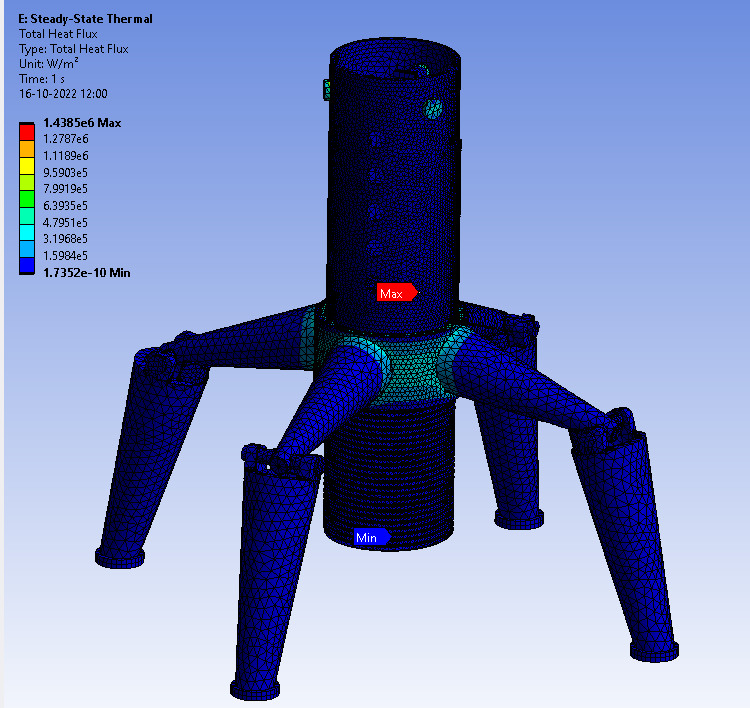 E: Steady-State Thermal
Total Heat Flux
Type: Total Heat Flux
Unit: W/m²
Time: 1 s
16-10-2022 12:00
1.4385e6 Max
1.2787e6
1.1189e6
9.5903e5
7.9919e5
6.3935e5
4.7951e5
3.1968e5
1.5984e5
1.7352e-10 Min
Max
Min